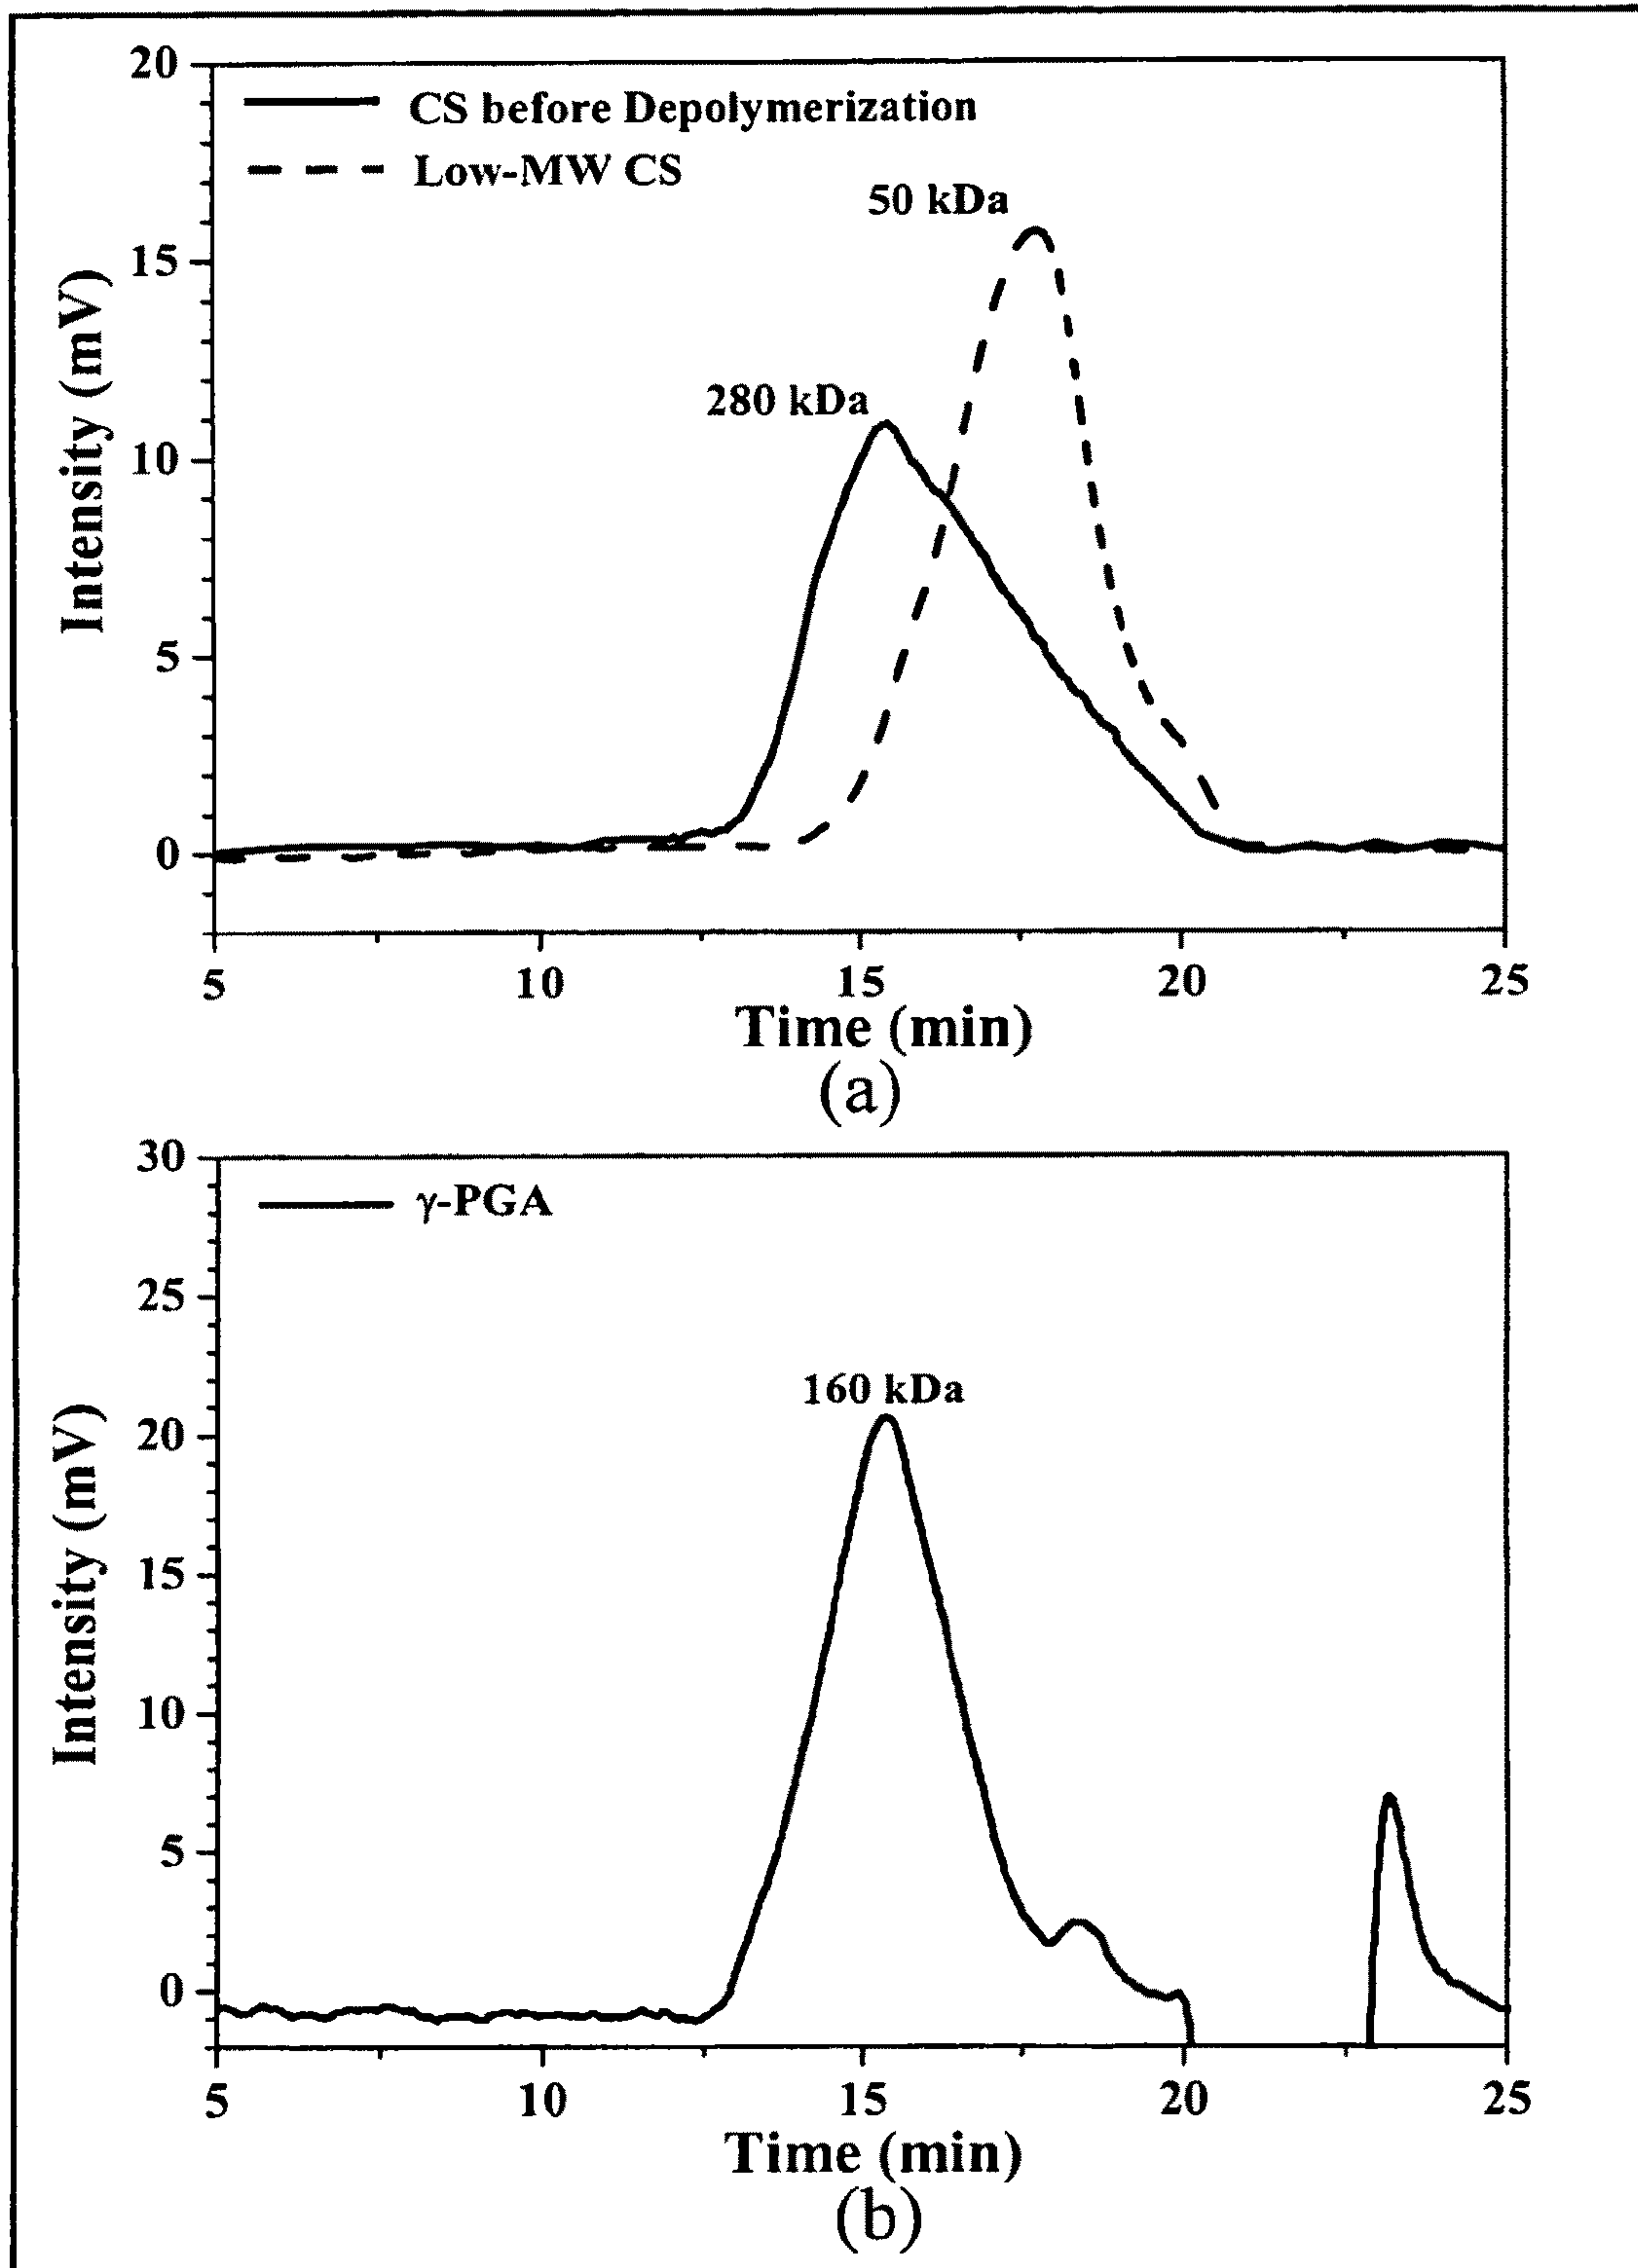 20
CS before Depolymerization
Low-MW CS
50 kDa
15
280 kDa
10
5
0
Intensity (mV)
5 10 15 20 25
Time (min)
(a)
30
γ-PGA
25
160 kDa
20
15
10
5
0
Intensity (mV)
5 10 15 20 25
Time (min)
(b)